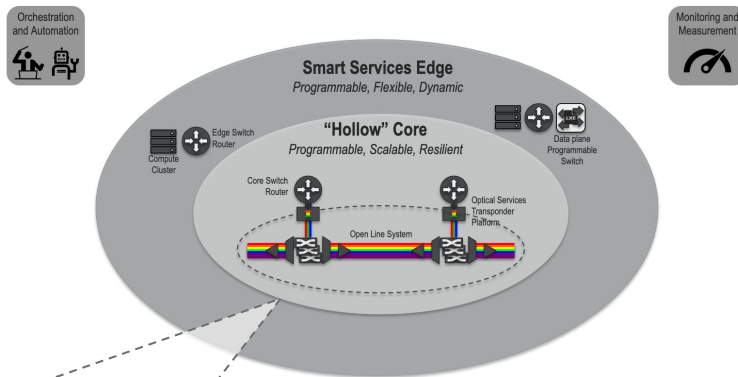 Orchestration
and Automation
Monitoring and
Measurement
Smart Services Edge
Programmable, Flexible, Dynamic
Edge Switch
Router
Compute
Cluster
EXE
Data plane
Programmable
Switch
“Hollow” Core
Programmable, Scalable, Resilient
Core Switch
Router
Optical Services
Transponder
Platform
Open Line System